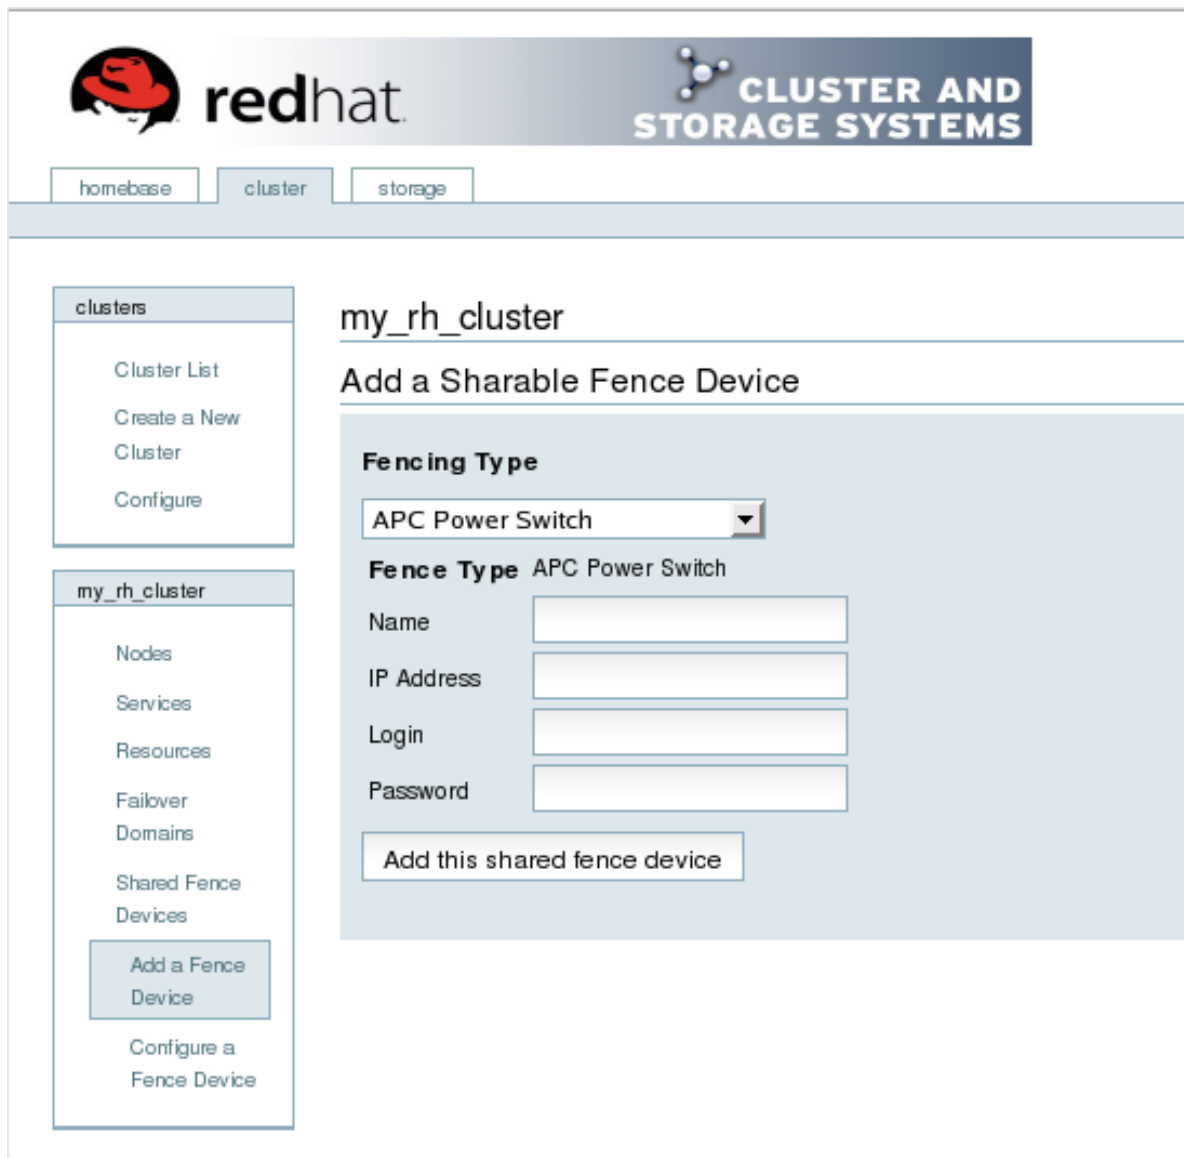 redhat.
CLUSTER AND
STORAGE SYSTEMS
homebase
cluster
storage
clusters
Cluster List
Create a New
Cluster
Configure
my_rh_cluster
Nodes
Services
Resources
Failover
Domains
Shared Fence
Devices
Add a Fence
Device
Configure a
Fence Device
my_rh_cluster
Add a Sharable Fence Device
Fencing Type
APC Power Switch
Fence Type APC Power Switch
Name
IP Address
Login
Password
Add this shared fence device